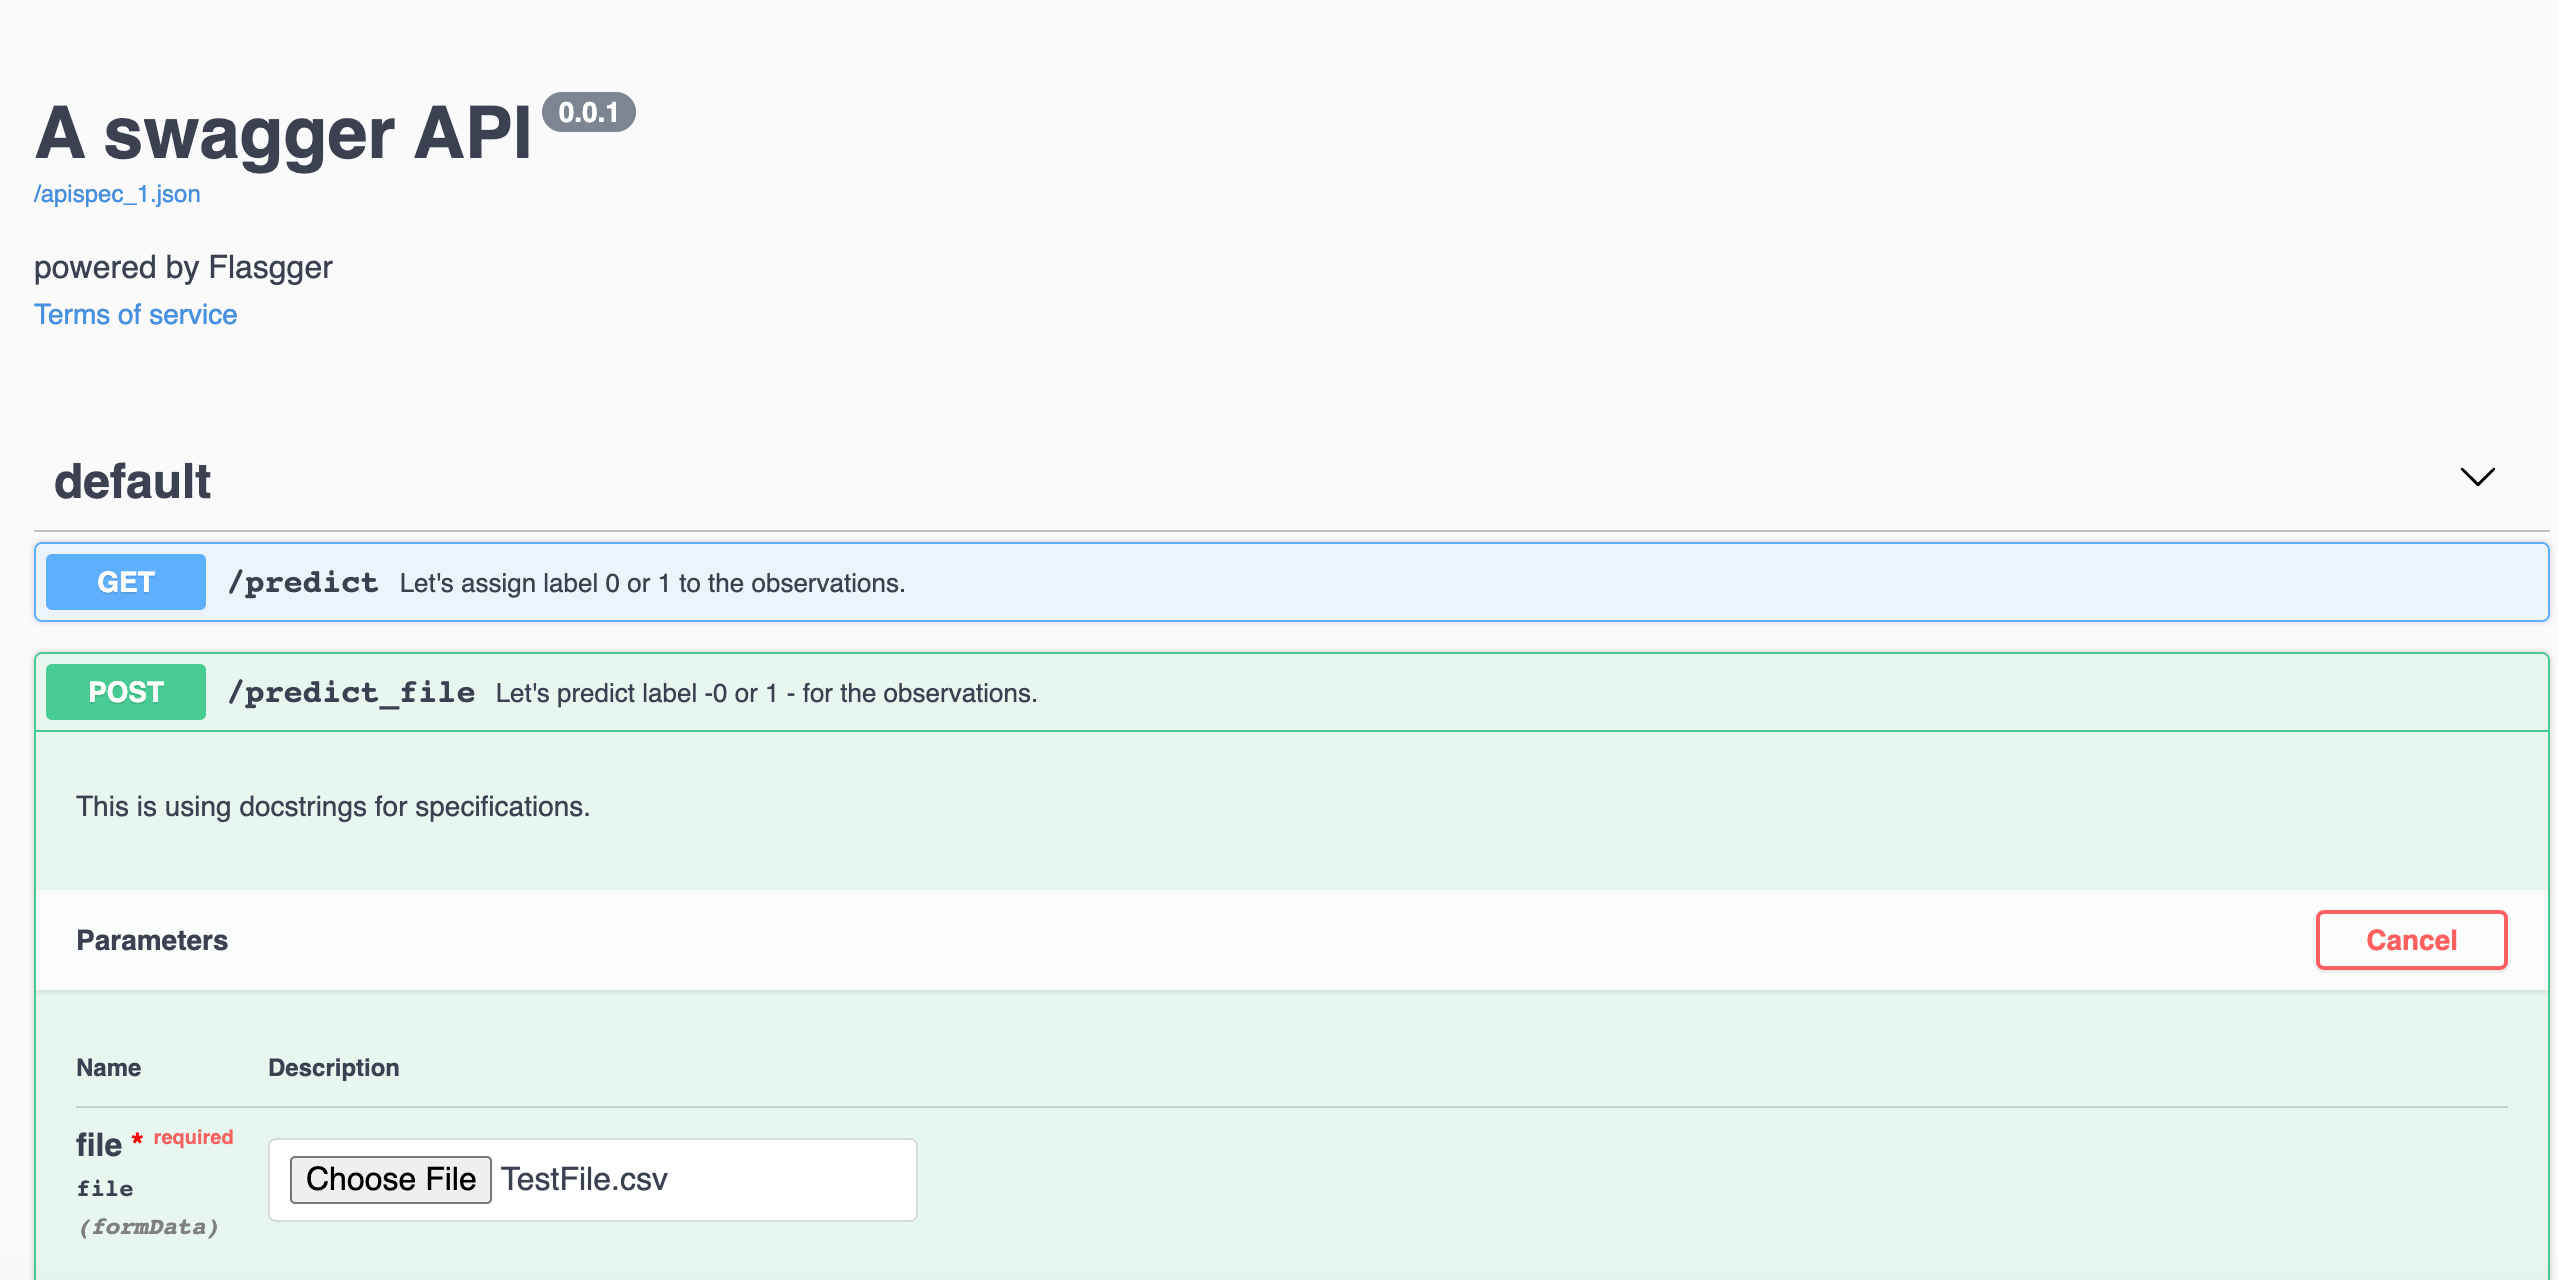 A swagger API 0.0.1
/apispec_1.json
powered by Flasgger
Terms of service
default
GET /predict Let's assign label 0 or 1 to the observations.
POST /predict_file Let's predict label -0 or 1 - for the observations.
This is using docstrings for specifications.
Parameters Cancel
Name Description
file * required
file
(formData)
Choose File TestFile.csv